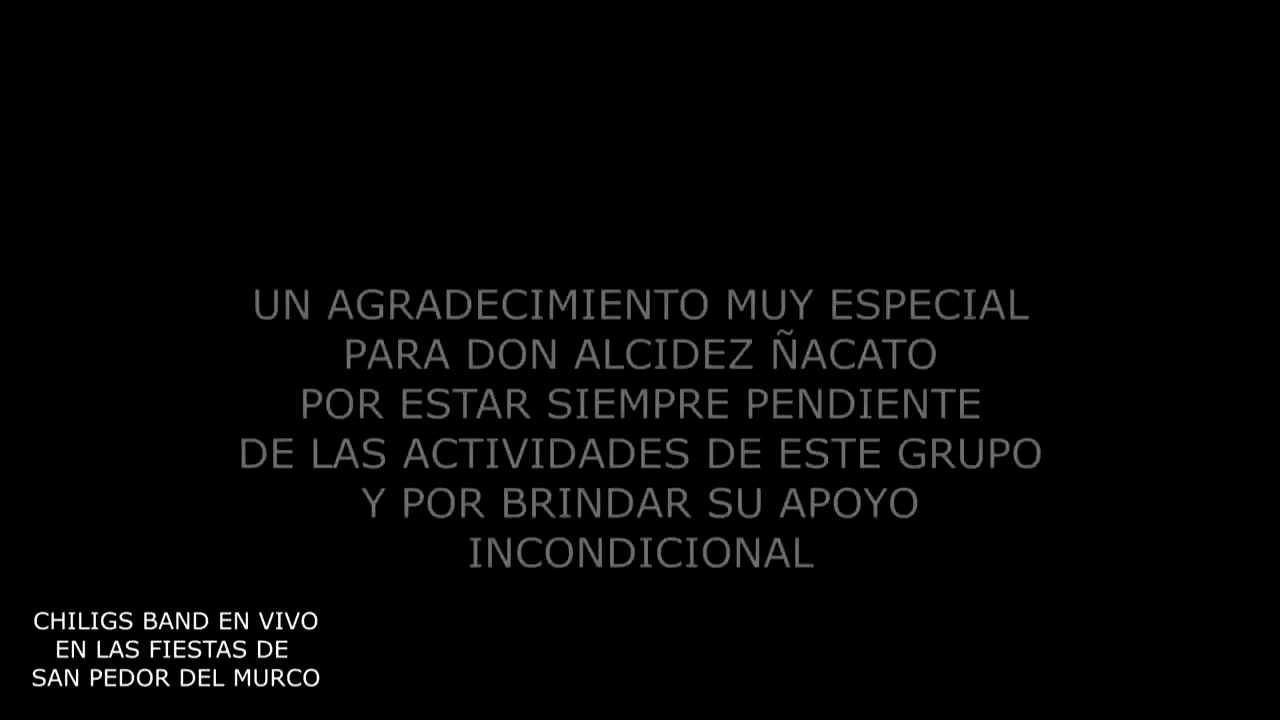 UN AGRADECIMIENTO MUY ESPECIAL
PARA DON ALCIDEZ ÑACATO
POR ESTAR SIEMPRE PENDIENTE
DE LAS ACTIVIDADES DE ESTE GRUPO
Y POR BRINDAR SU APOYO
INCONDICIONAL
CHILIGS BAND EN VIVO
EN LAS FIESTAS DE
SAN PEDOR DEL MURCO